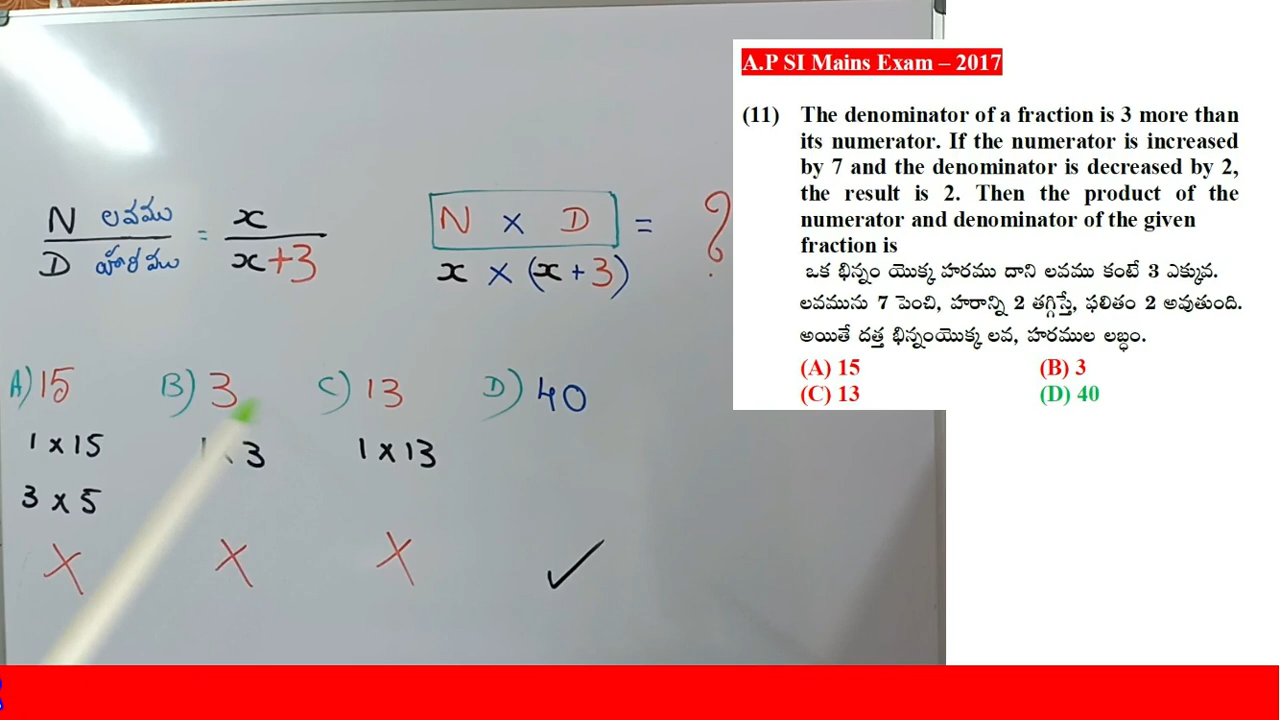 A.P SI Mains Exam – 2017
(11) The denominator of a fraction is 3 more than
its numerator. If the numerator is increased
by 7 and the denominator is decreased by 2,
the result is 2. Then the product of the
numerator and denominator of the given
fraction is
ఒక భిన్నం యొక్క హరము దాని లవము కంటే 3 ఎక్కువ.
లవమును 7 పెంచి, హరాన్ని 2 తగ్గిస్తే, ఫలితం 2 అవుతుంది.
అయితే దత్త భిన్నంయొక్క లవ, హరముల లబ్ధం.
(A) 15 (B) 3
(C) 13 (D) 40
N లవము = x
D హారము x+3
N x D = ?
x x (x+3)
A) 15 B) 3 C) 13 D) 40
1 x 15 3 1 x 13
3 x 5